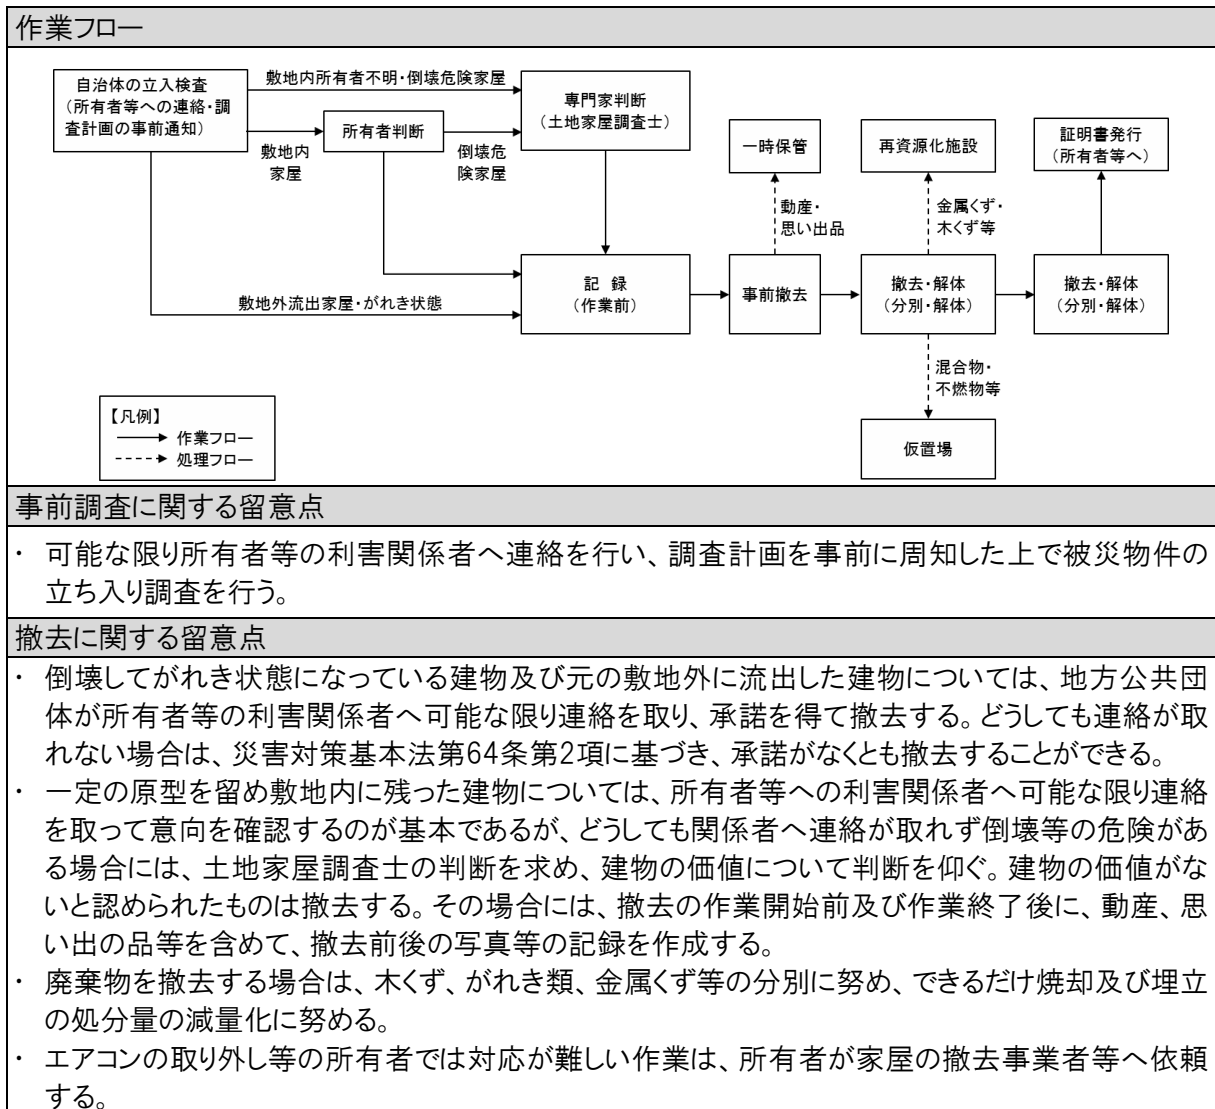 作業フロー
自治体の立入検査
（所有者等への連絡・調
査計画の事前通知）
敷地内所有者不明・倒壊危険家屋
専門家判断
（土地家屋調査士）
敷地内
家屋
所有者判断
倒壊危
険家屋
一時保管
再資源化施設
証明書発行
（所有者等へ）
動産・
思い出品
金属くず・
木くず等
敷地外流出家屋・がれき状態
記　録
（作業前）
事前撤去
撤去・解体
（分別・解体）
撤去・解体
（分別・解体）
混合物・
不燃物等
仮置場
【凡例】
作業フロー
処理フロー
事前調査に関する留意点
・ 可能な限り所有者等の利害関係者へ連絡を行い、調査計画を事前に周知した上で被災物件の
立ち入り調査を行う。
撤去に関する留意点
・ 倒壊してがれき状態になっている建物及び元の敷地外に流出した建物については、地方公共団
体が所有者等の利害関係者へ可能な限り連絡を取り、承諾を得て撤去する。どうしても連絡が取
れない場合は、災害対策基本法第64条第2項に基づき、承諾がなくとも撤去することができる。
・ 一定の原型を留め敷地内に残った建物については、所有者等への利害関係者へ可能な限り連絡
を取って意向を確認するのが基本であるが、どうしても関係者へ連絡が取れず倒壊等の危険があ
る場合には、土地家屋調査士の判断を求め、建物の価値について判断を仰ぐ。建物の価値がな
いと認められたものは撤去する。その場合には、撤去の作業開始前及び作業終了後に、動産、思
い出の品等を含めて、撤去前後の写真等の記録を作成する。
・ 廃棄物を撤去する場合は、木くず、がれき類、金属くず等の分別に努め、できるだけ焼却及び埋立
の処分量の減量化に努める。
・ エアコンの取り外し等の所有者では対応が難しい作業は、所有者が家屋の撤去事業者等へ依頼
する。